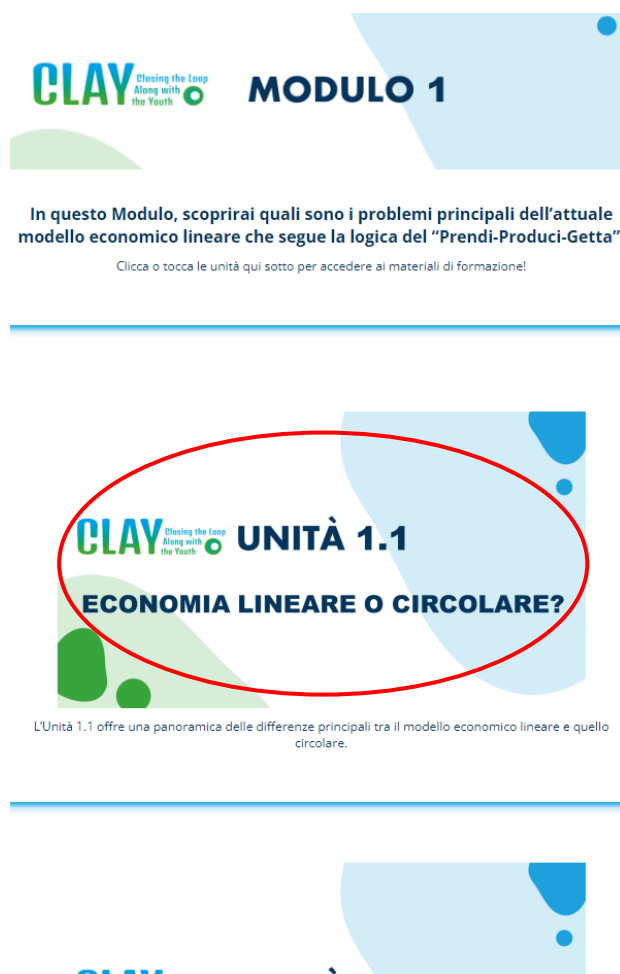 CLAY Closing the Loop
Along with
the Youth
MODULO 1
In questo Modulo, scoprirai quali sono i problemi principali dell’attuale
modello economico lineare che segue la logica del “Prendi-Produci-Getta”
Clicca o tocca le unità qui sotto per accedere ai materiali di formazione!
CLAY Closing the Loop
Along with
the Youth
UNITÀ 1.1
ECONOMIA LINEARE O CIRCOLARE?
L’Unità 1.1 offre una panoramica delle differenze principali tra il modello economico lineare e quello
circolare.
CLAY